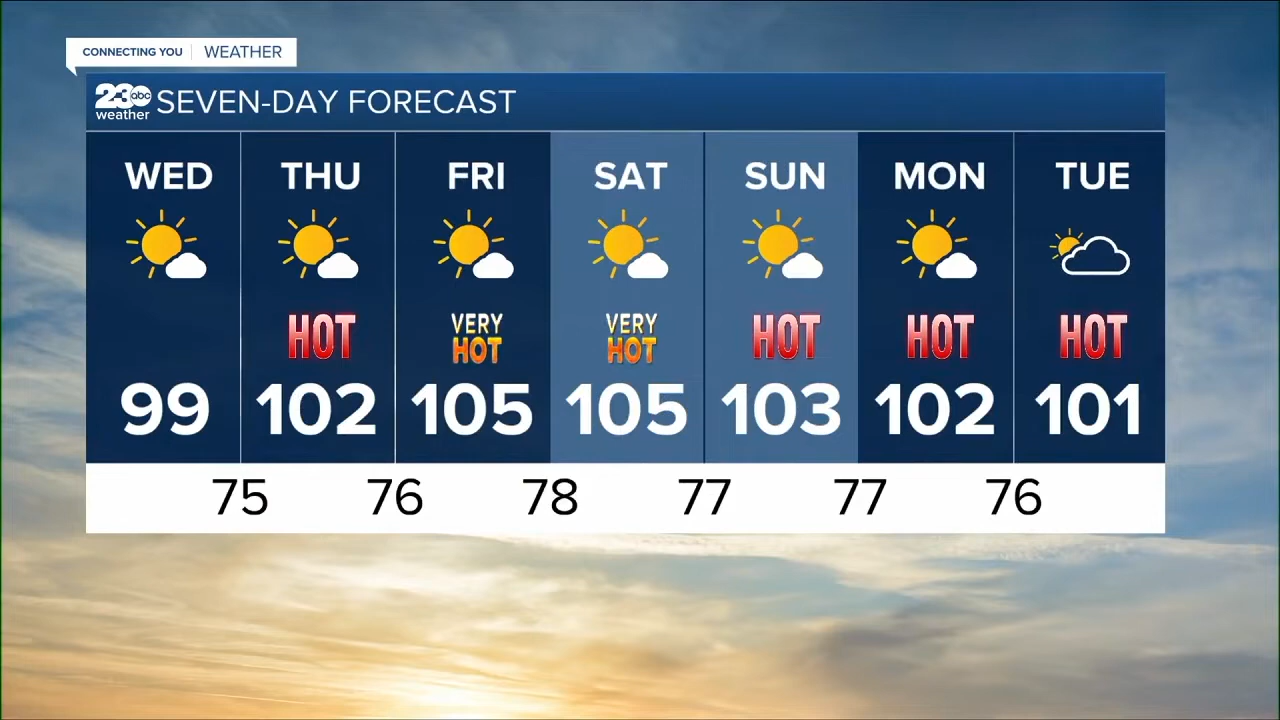 CONNECTING YOU | WEATHER
23 abc
weather
SEVEN-DAY FORECAST
WED THU FRI SAT SUN MON TUE
HOT VERY HOT VERY HOT HOT HOT HOT
99 102 105 105 103 102 101
75 76 78 77 77 76